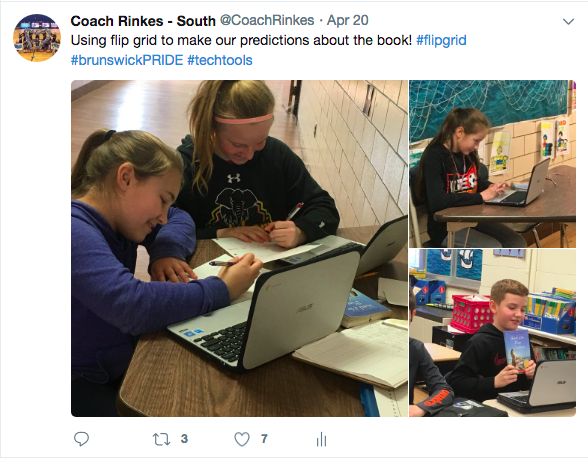 Coach Rinkes - South @CoachRinkes · Apr 20
Using flip grid to make our predictions about the book! #flipgrid
#brunswickPRIDE #techtools
ASUS
3
7